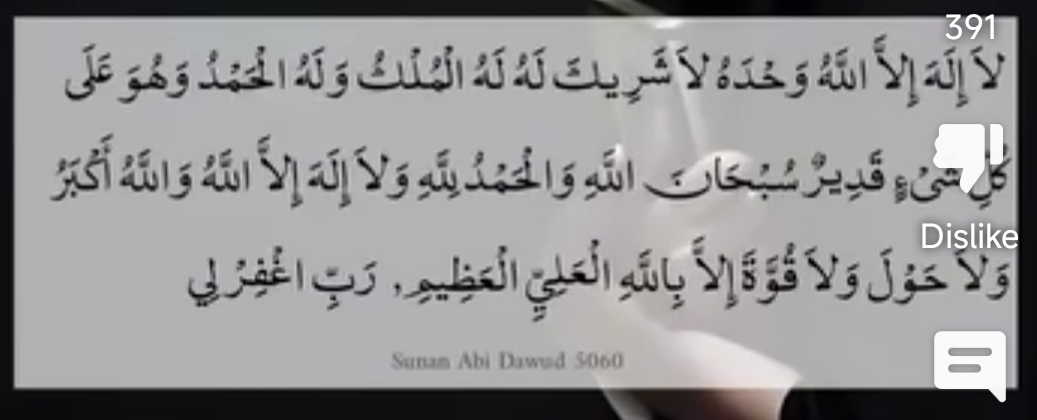 391
لاَ إِلَهَ إِلاَّ اللَّهُ وَحْدَهُ لاَ شَرِيكَ لَهُ لَهُ الْمُلْكُ وَلَهُ الْحَمْدُ وَهُوَ عَلَى
كُلِّ شَىْءٍ قَدِيرٌ سُبْحَانَ اللَّهِ وَالْحَمْدُ لِلَّهِ وَلاَ إِلَهَ إِلاَّ اللَّهُ وَاللَّهُ أَكْبَرُ
Dislike
وَلاَ حَوْلَ وَلاَ قُوَّةَ إِلاَّ بِاللَّهِ الْعَلِيِّ الْعَظِيمِ, رَبِّ اغْفِرْ لِي
Sunan Abi Dawud 5060